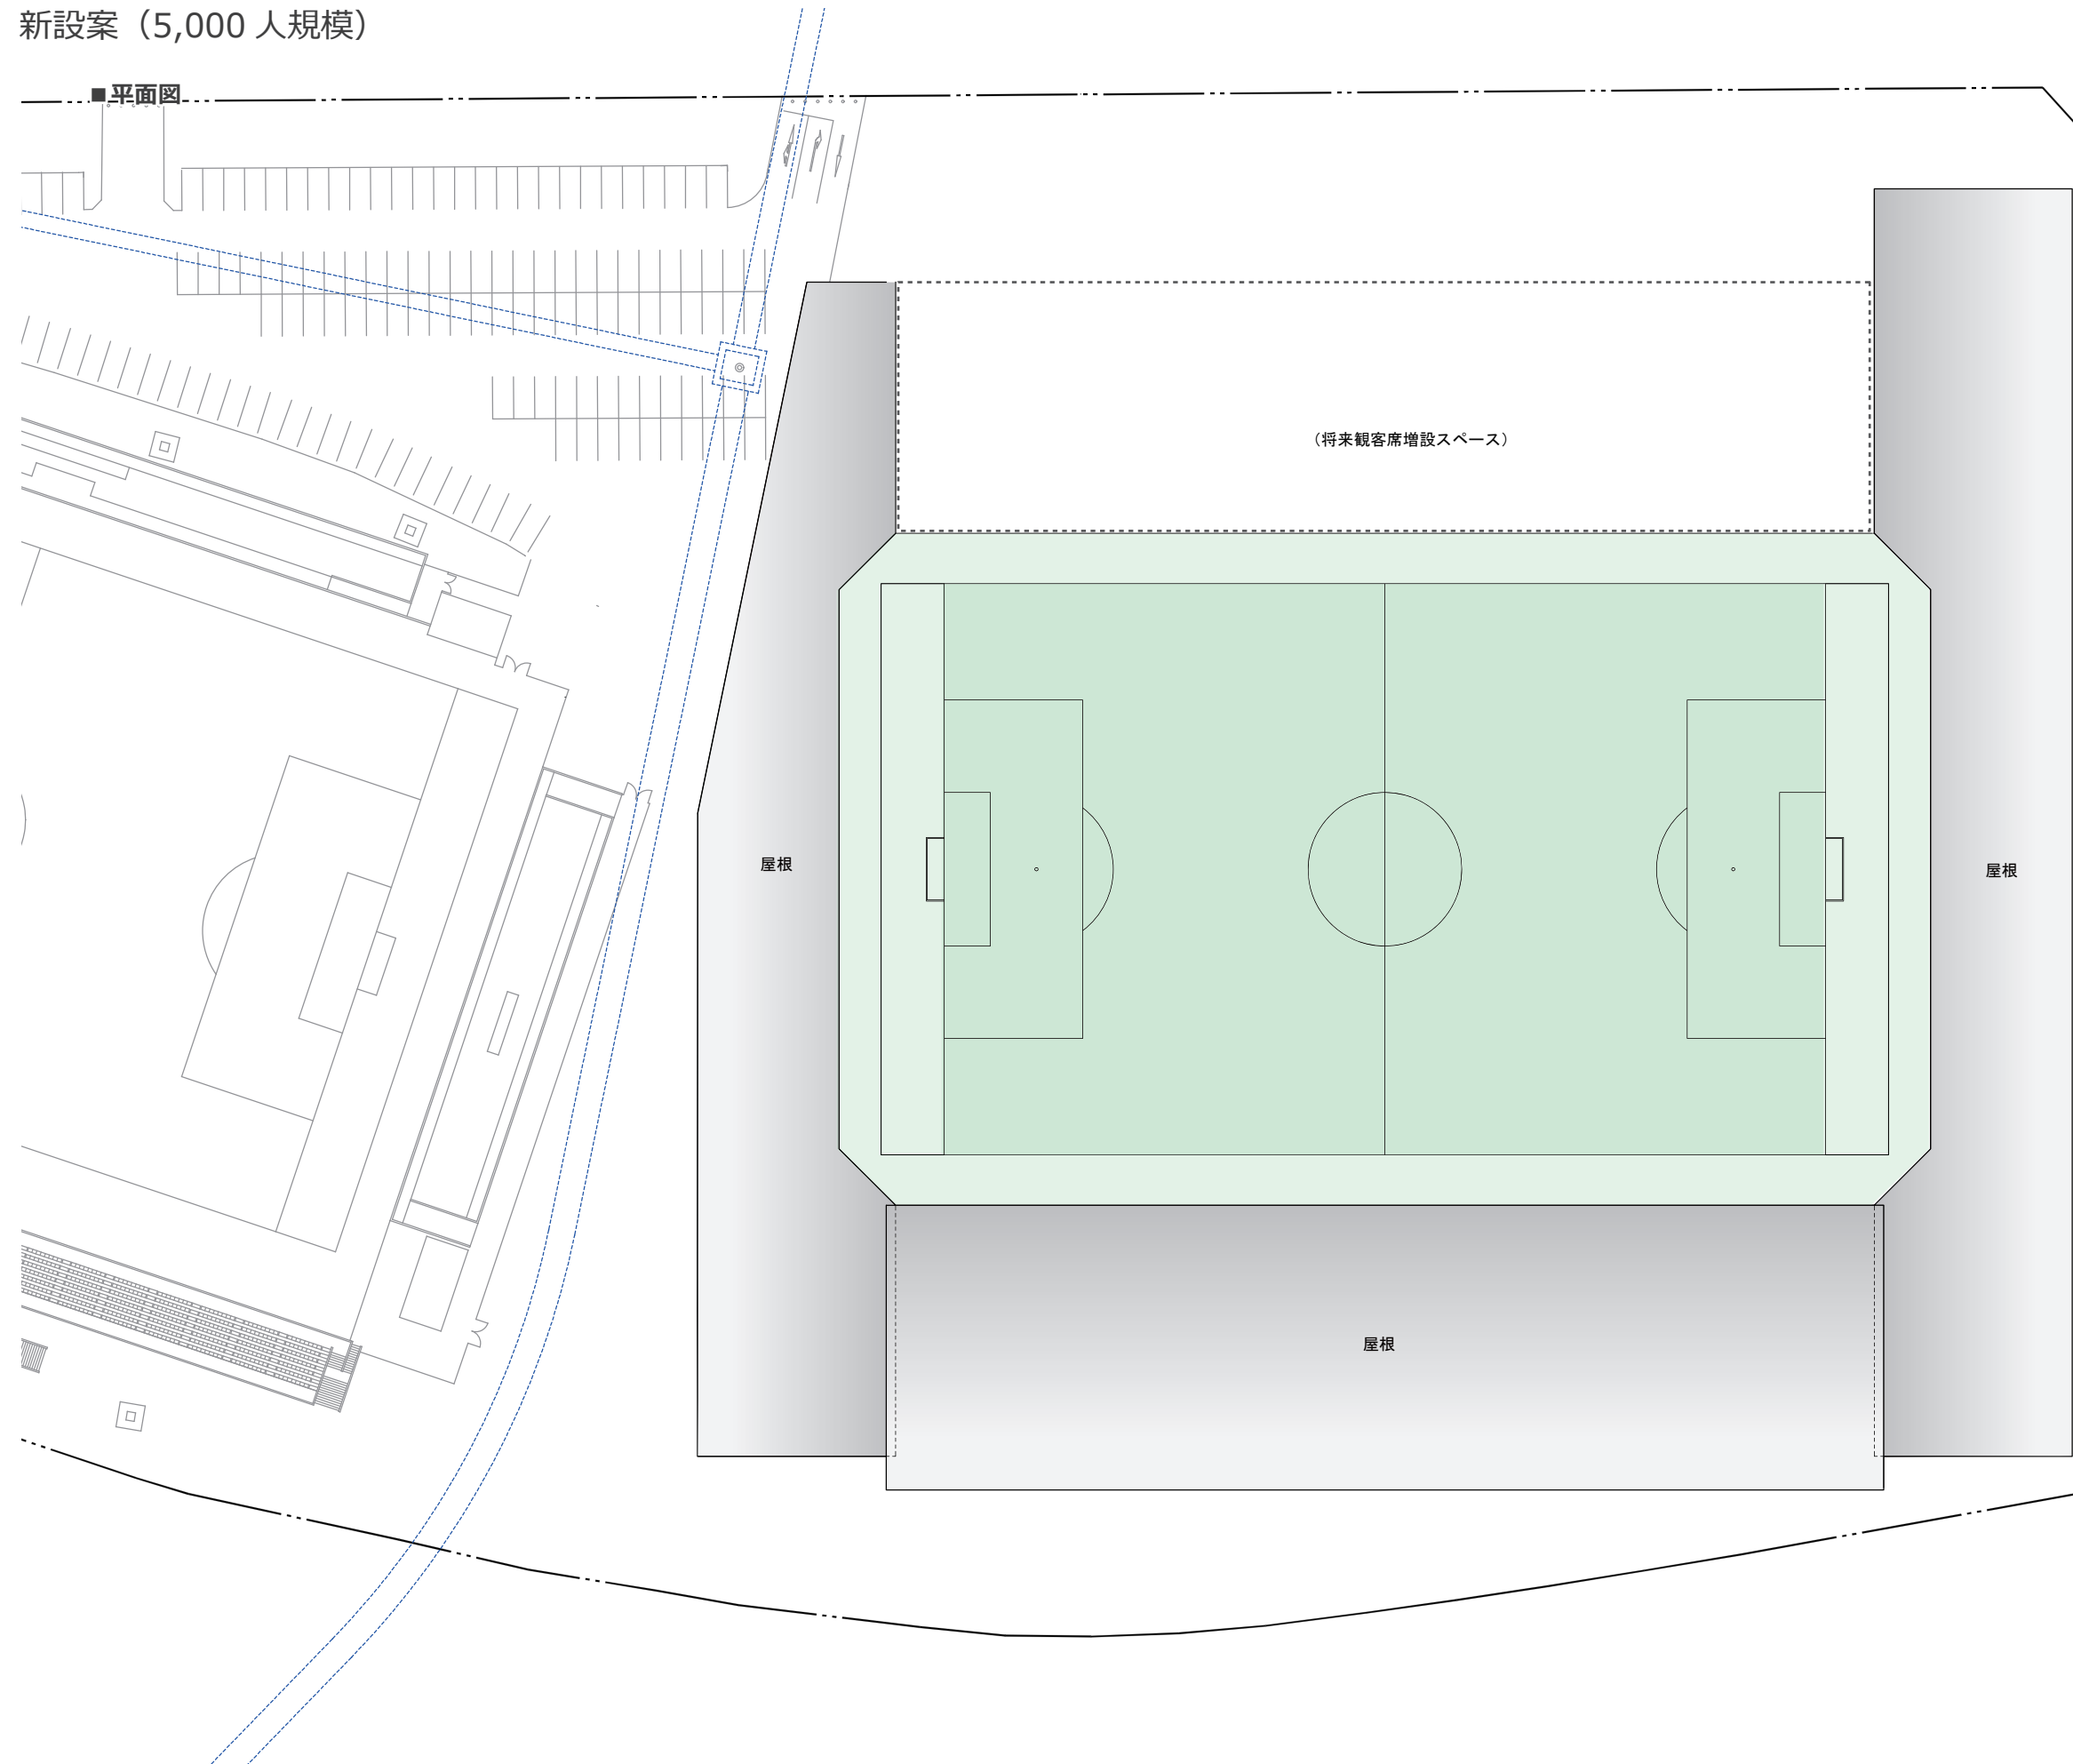 新設案（5,000 人規模）
■平面図
（将来観客席増設スペース）
屋根
屋根
屋根